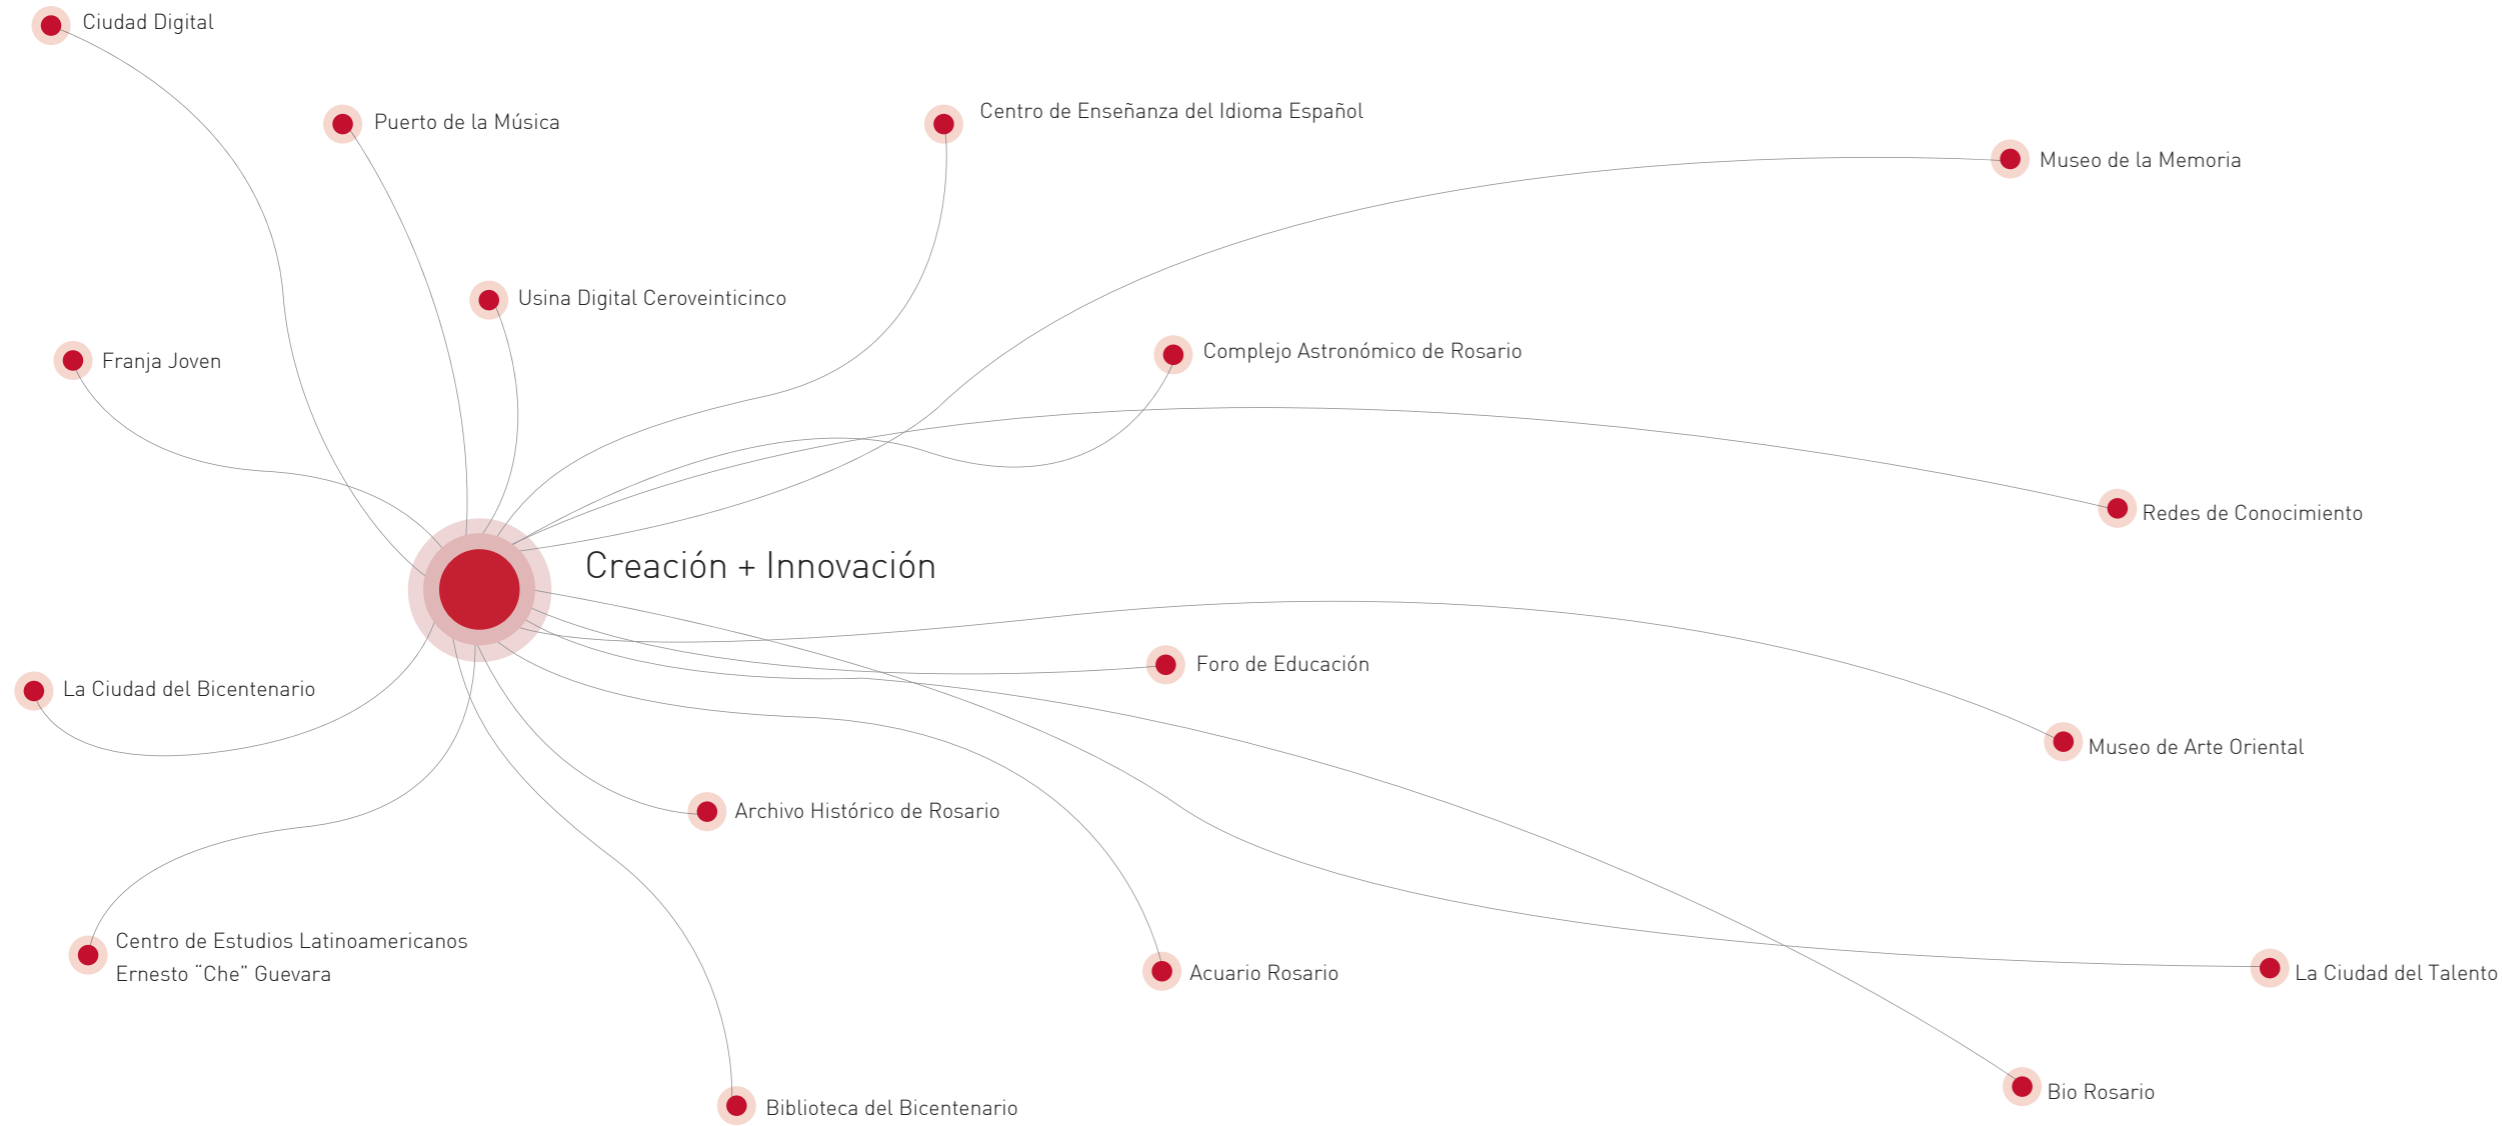 Ciudad Digital
Puerto de la Música
Centro de Enseñanza del Idioma Español
Museo de la Memoria
Usina Digital Ceroveinticinco
Franja Joven
Complejo Astronómico de Rosario
Redes de Conocimiento
Creación + Innovación
Foro de Educación
La Ciudad del Bicentenario
Museo de Arte Oriental
Archivo Histórico de Rosario
Centro de Estudios Latinoamericanos
Ernesto “Che” Guevara
Acuario Rosario
La Ciudad del Talento
Bio Rosario
Biblioteca del Bicentenario